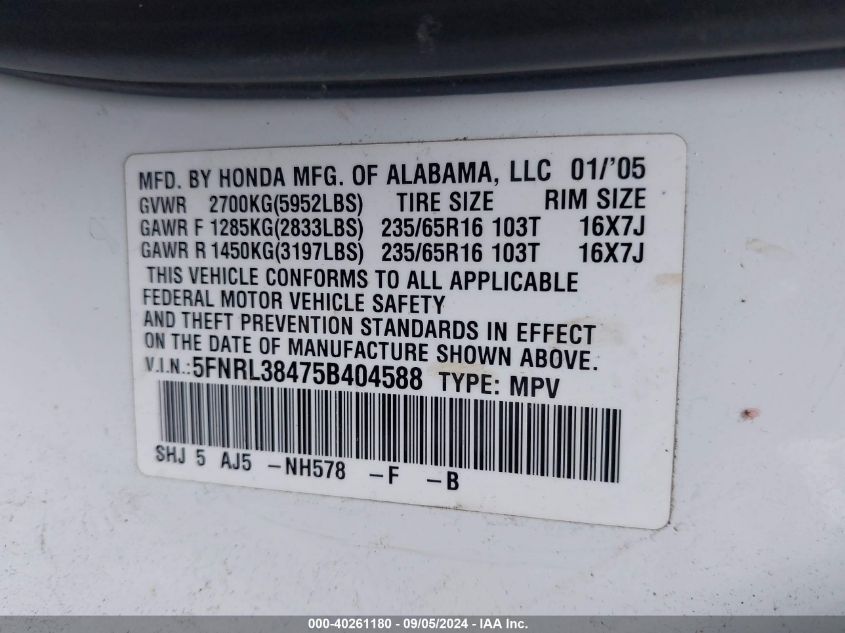 MFD. BY HONDA MFG. OF ALABAMA, LLC 01/'05
GVWR 2700KG(5952LBS) TIRE SIZE RIM SIZE
GAWR F 1285KG(2833LBS) 235/65R16 103T 16X7J
GAWR R 1450KG(3197LBS) 235/65R16 103T 16X7J
THIS VEHICLE CONFORMS TO ALL APPLICABLE
FEDERAL MOTOR VEHICLE SAFETY
AND THEFT PREVENTION STANDARDS IN EFFECT
ON THE DATE OF MANUFACTURE SHOWN ABOVE.
V.I.N.: 5FNRL38475B404588 TYPE: MPV
SHJ 5 AJ5 -NH578 -F -B
000-40261180 - 09/05/2024 - IAA Inc.